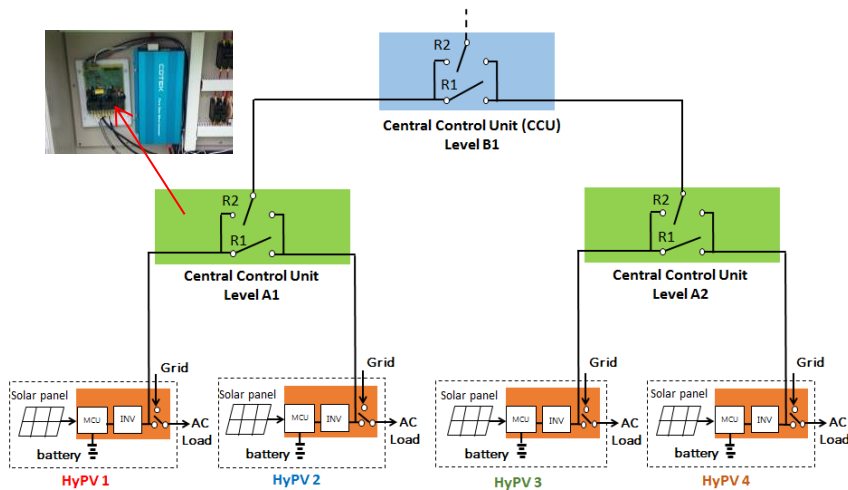 COTEK
R2
R1
Central Control Unit (CCU)
Level B1
R2
R1
Central Control Unit
Level A1
R2
R1
Central Control Unit
Level A2
Grid
Solar panel
MCU
INV
AC
Load
battery
HyPV 1
Grid
Solar panel
MCU
INV
AC
Load
battery
HyPV 2
Grid
Solar panel
MCU
INV
AC
Load
battery
HyPV 3
Grid
Solar panel
MCU
INV
AC
Load
battery
HyPV 4